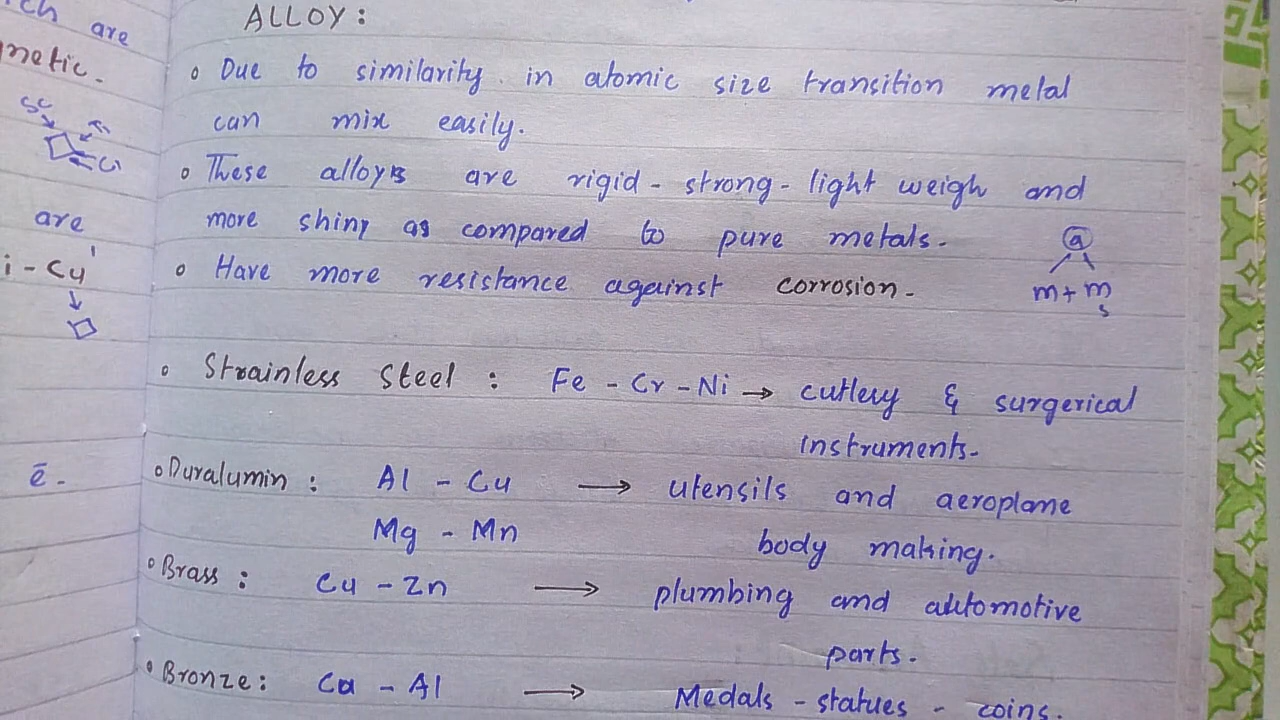 ch are
netic.
Sc
are
i - Cu
ē -
ALLOY:
Due to similarity in atomic size transition metal
can mix easily.
These alloys are rigid - strong - light weigh and
more shiny as compared to pure metals.
a
Have more resistance against corrosion -
m + m
s
Strainless Steel : Fe - Cr - Ni → cutlery & surgerical
instruments.
Duralumin : Al - Cu → utensils and aeroplane
Mg - Mn body making.
Brass : Cu - Zn → plumbing and automotive
parts.
Bronze : Cu - Al → Medals - statues - coins.